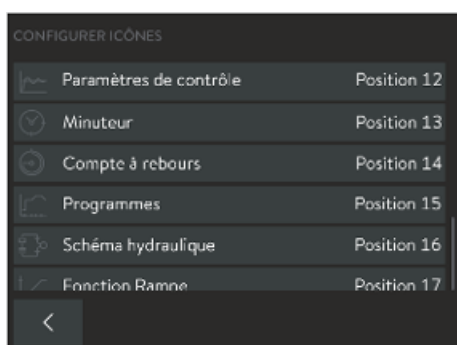 CONFIGURER ICÔNES
Paramètres de contrôle Position 12
Minuteur Position 13
Compte à rebours Position 14
Programmes Position 15
Schéma hydraulique Position 16
Fonction Rampe Position 17